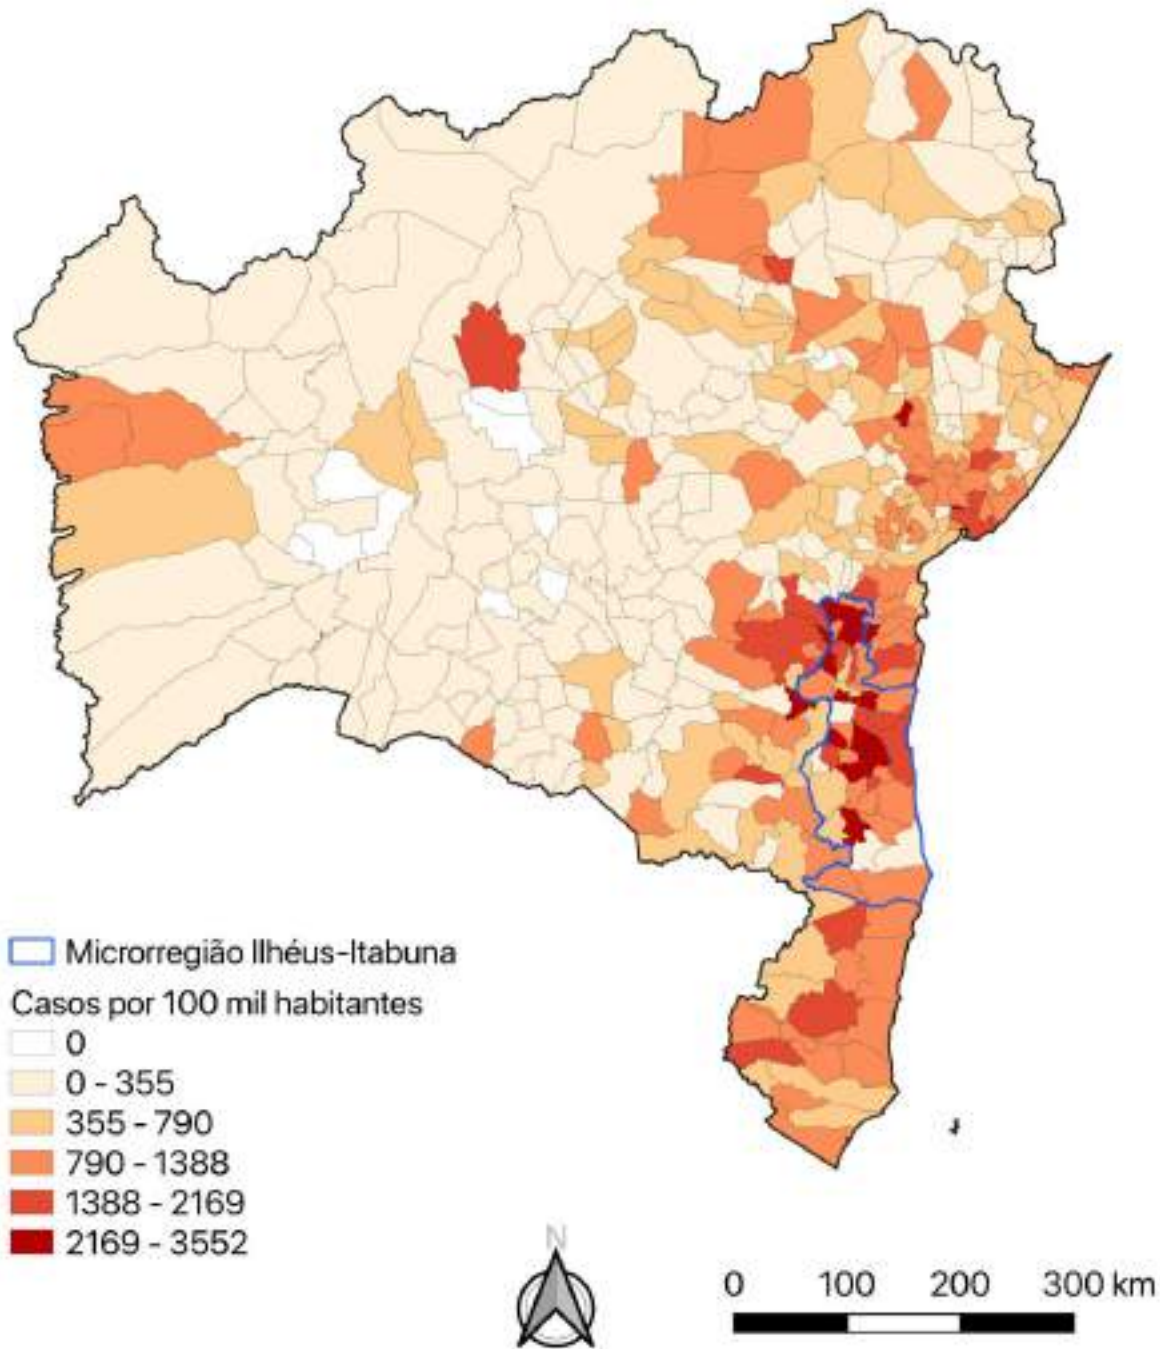 Microrregião Ilhéus-Itabuna
Casos por 100 mil habitantes
0
0 - 355
355 - 790
790 - 1388
1388 - 2169
2169 - 3552
N
0 100 200 300 km